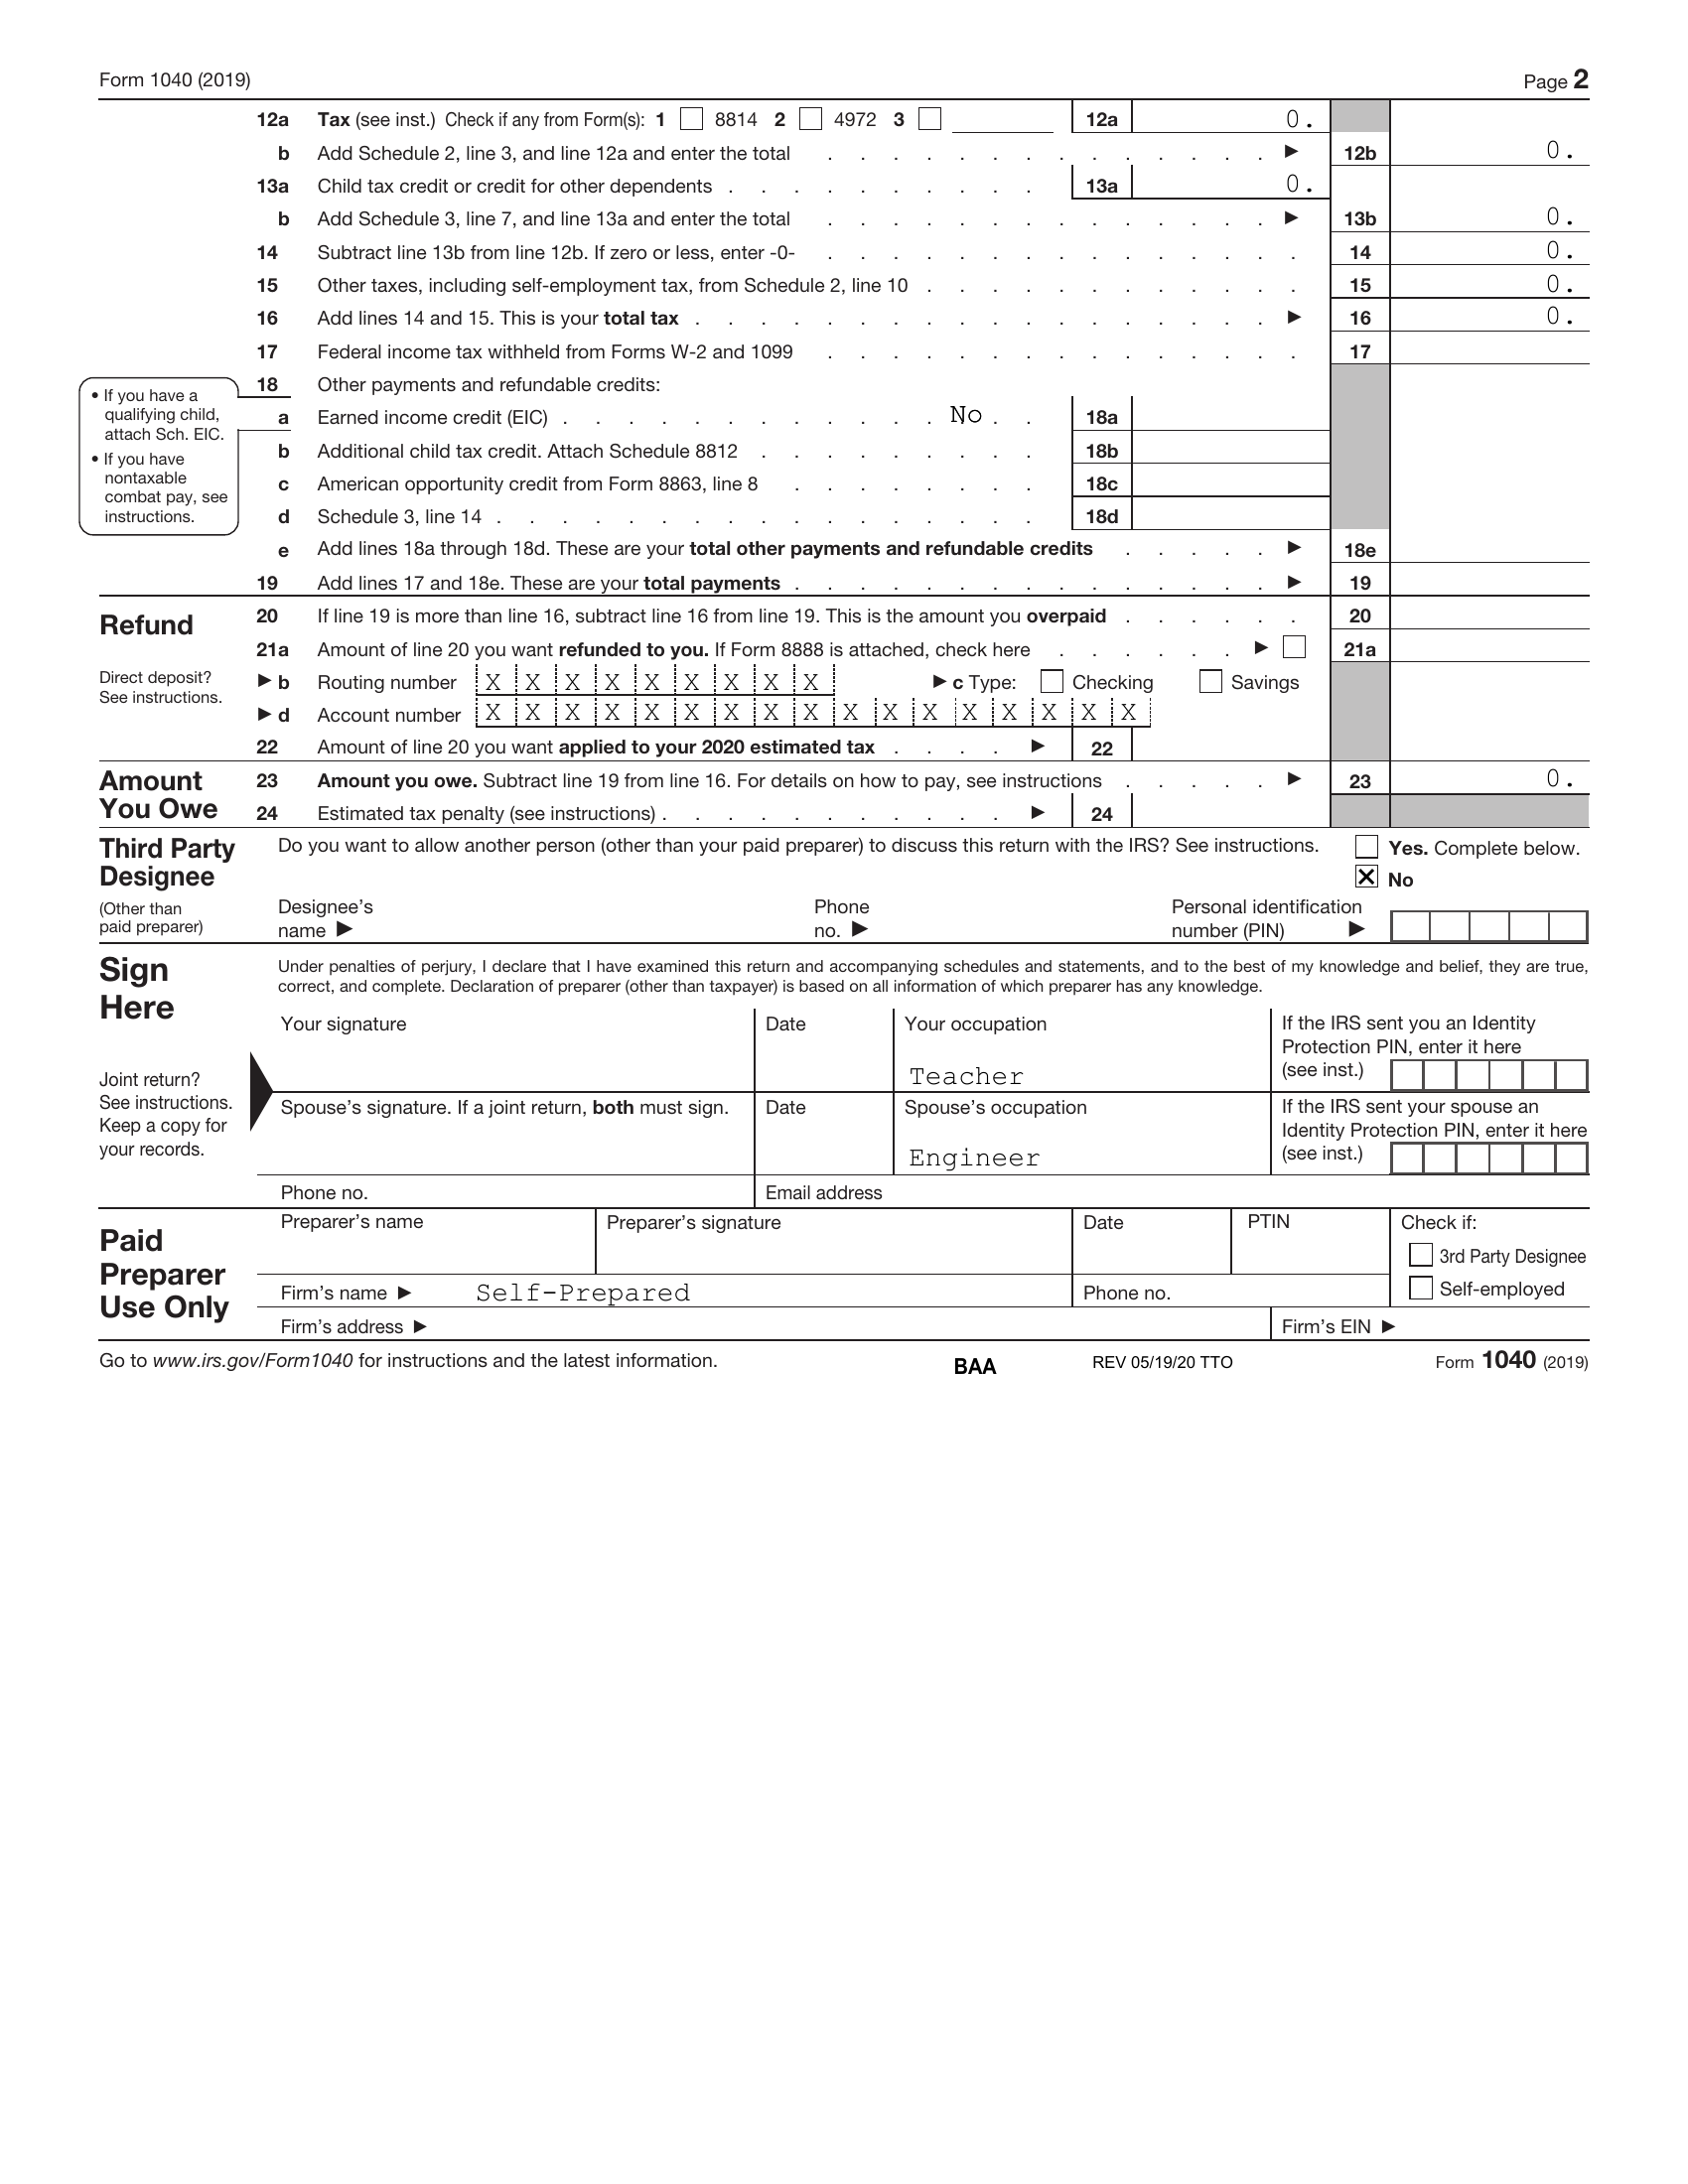 Form 1040 (2019) Page 2
12a Tax (see inst.) Check if any from Form(s): 1 8814 2 4972 3 12a 0.
b Add Schedule 2, line 3, and line 12a and enter the total . . . . . . . . . . . . . . ▶ 12b 0.
13a Child tax credit or credit for other dependents . . . . . . . . . . 13a 0.
b Add Schedule 3, line 7, and line 13a and enter the total . . . . . . . . . . . . . . ▶ 13b 0.
14 Subtract line 13b from line 12b. If zero or less, enter -0- . . . . . . . . . . . . . . . 14 0.
15 Other taxes, including self-employment tax, from Schedule 2, line 10 . . . . . . . . . . . . 15 0.
16 Add lines 14 and 15. This is your total tax . . . . . . . . . . . . . . . . . . ▶ 16 0.
17 Federal income tax withheld from Forms W-2 and 1099 . . . . . . . . . . . . . . . 17
• If you have a qualifying child, attach Sch. EIC.
• If you have nontaxable combat pay, see instructions.
18 Other payments and refundable credits:
a Earned income credit (EIC) . . . . . . . . . . . . No . . 18a
b Additional child tax credit. Attach Schedule 8812 . . . . . . . . . 18b
c American opportunity credit from Form 8863, line 8 . . . . . . . . 18c
d Schedule 3, line 14 . . . . . . . . . . . . . . . . . 18d
e Add lines 18a through 18d. These are your total other payments and refundable credits . . . . . ▶ 18e
19 Add lines 17 and 18e. These are your total payments . . . . . . . . . . . . . . . ▶ 19
Refund
20 If line 19 is more than line 16, subtract line 16 from line 19. This is the amount you overpaid . . . . . . 20
21a Amount of line 20 you want refunded to you. If Form 8888 is attached, check here . . . . . . ▶ 21a
Direct deposit?
See instructions.
▶ b Routing number X X X X X X X X X ▶ c Type: Checking Savings
▶ d Account number X X X X X X X X X X X X X X X X X
22 Amount of line 20 you want applied to your 2020 estimated tax . . . . ▶ 22
Amount
You Owe
23 Amount you owe. Subtract line 19 from line 16. For details on how to pay, see instructions . . . . . ▶ 23 0.
24 Estimated tax penalty (see instructions) . . . . . . . . . . . ▶ 24
Third Party
Designee
(Other than
paid preparer)
Do you want to allow another person (other than your paid preparer) to discuss this return with the IRS? See instructions. Yes. Complete below.
No
Designee's
name ▶
Phone
no. ▶
Personal identification
number (PIN) ▶
Sign
Here
Joint return?
See instructions.
Keep a copy for
your records.
Under penalties of perjury, I declare that I have examined this return and accompanying schedules and statements, and to the best of my knowledge and belief, they are true,
correct, and complete. Declaration of preparer (other than taxpayer) is based on all information of which preparer has any knowledge.
Your signature
Date
Your occupation
Teacher
If the IRS sent you an Identity
Protection PIN, enter it here
(see inst.)
Spouse's signature. If a joint return, both must sign.
Date
Spouse's occupation
Engineer
If the IRS sent your spouse an
Identity Protection PIN, enter it here
(see inst.)
Phone no. Email address
Paid
Preparer
Use Only
Preparer's name Preparer's signature Date PTIN Check if:
3rd Party Designee
Self-employed
Firm's name ▶ Self-Prepared Phone no.
Firm's address ▶ Firm's EIN ▶
Go to www.irs.gov/Form1040 for instructions and the latest information. BAA REV 05/19/20 TTO Form 1040 (2019)